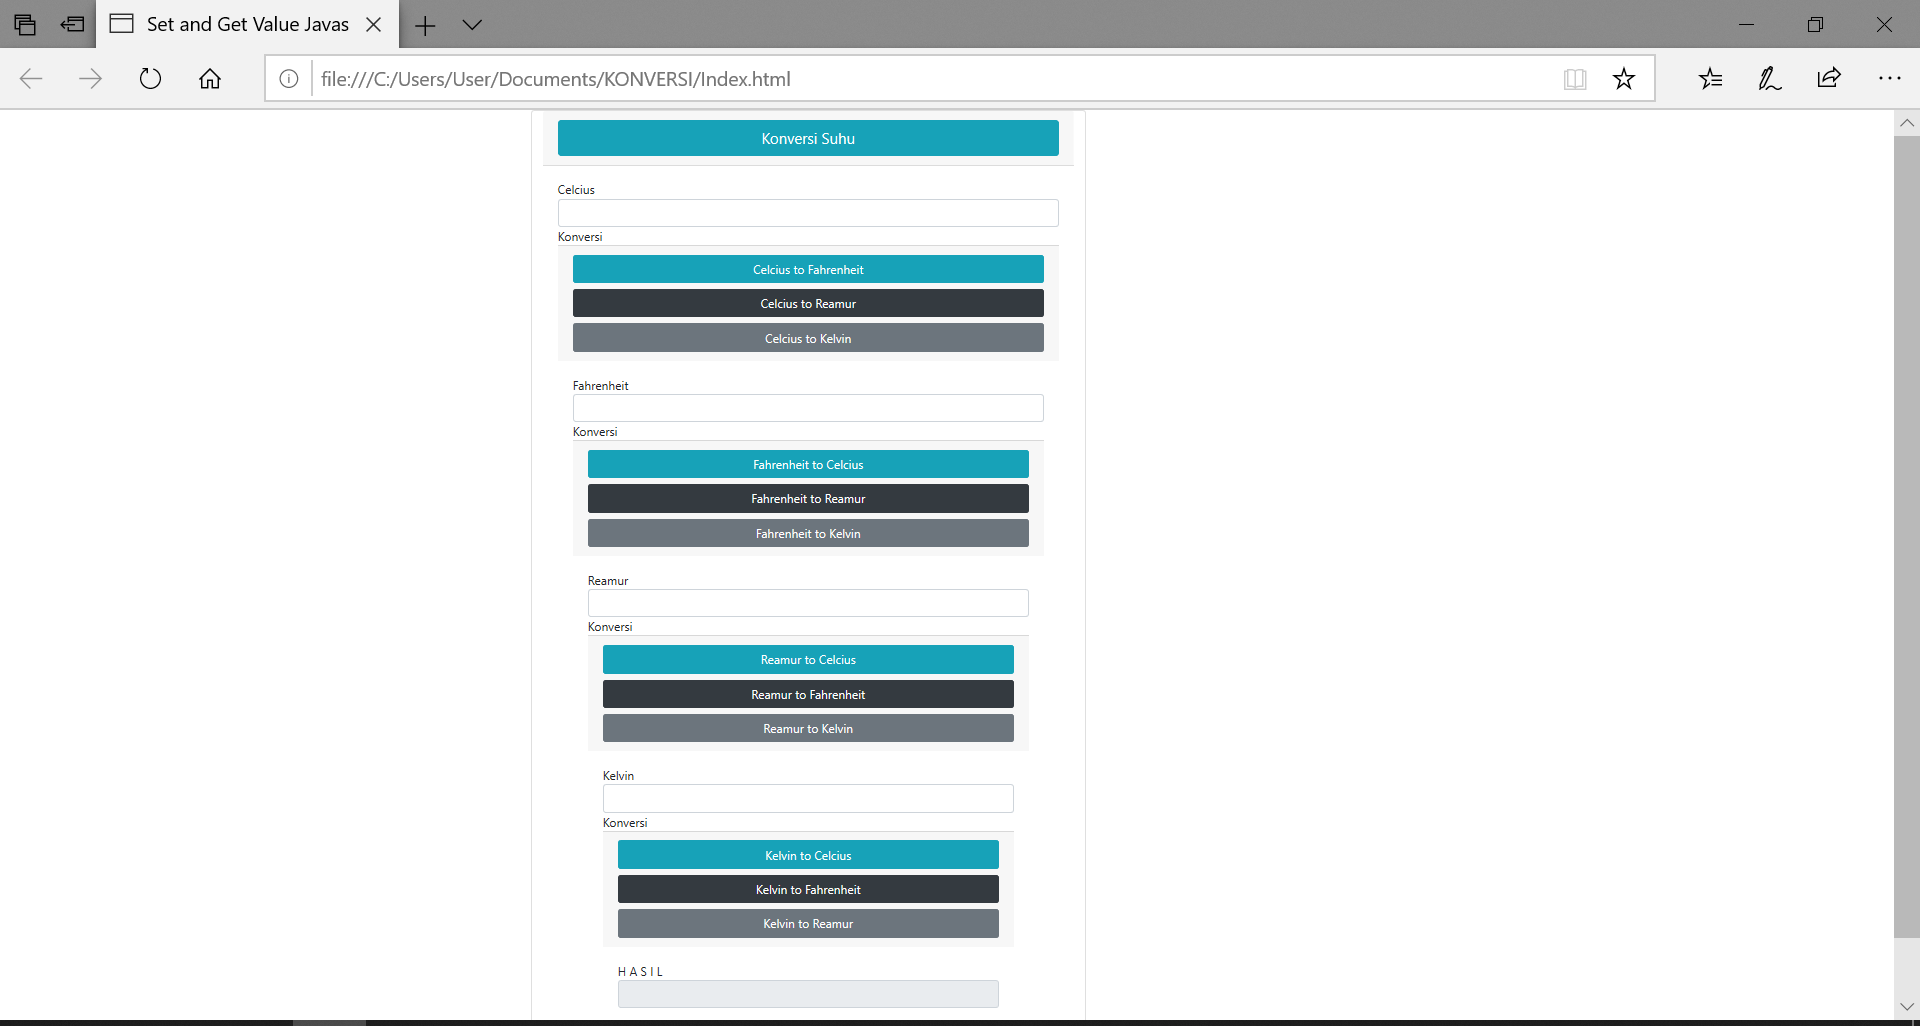 Set and Get Value Javas
file:///C:/Users/User/Documents/KONVERSI/Index.html
Konversi Suhu
Celcius
Konversi
Celcius to Fahrenheit
Celcius to Reamur
Celcius to Kelvin
Fahrenheit
Konversi
Fahrenheit to Celcius
Fahrenheit to Reamur
Fahrenheit to Kelvin
Reamur
Konversi
Reamur to Celcius
Reamur to Fahrenheit
Reamur to Kelvin
Kelvin
Konversi
Kelvin to Celcius
Kelvin to Fahrenheit
Kelvin to Reamur
H A S I L